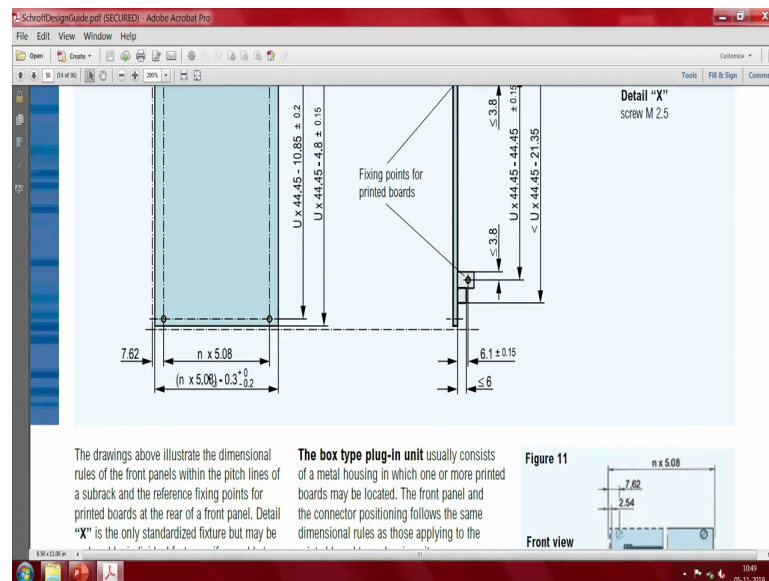 SchroffDesignGuide.pdf (SECURED) - Adobe Acrobat Pro
File Edit View Window Help
Open Create Customize
50 (14 of 36) 200% Tools Fill & Sign
Detail “X”
screw M 2.5
U x 44.45 - 10.85 ± 0.2
U x 44.45 - 4.8 ± 0.15
Fixing points for
printed boards
≤ 3.8
≤ 3.8
U x 44.45 - 44.45 ± 0.15
< U x 44.45 - 21.35
7.62 n x 5.08 6.1 ± 0.15
- 0.3 +0 -0.2 ≤ 6
The drawings above illustrate the dimensional
rules of the front panels within the pitch lines of
a subrack and the reference fixing points for
printed boards at the rear of a front panel. Detail
“X” is the only standardized fixture but may be
The box type plug-in unit usually consists
of a metal housing in which one or more printed
boards may be located. The front panel and
the connector positioning follows the same
dimensional rules as those applying to the
Figure 11
n x 5.08
7.62
2.54
Front view
8.50 x 11.00 in
10:49
05-11-2018